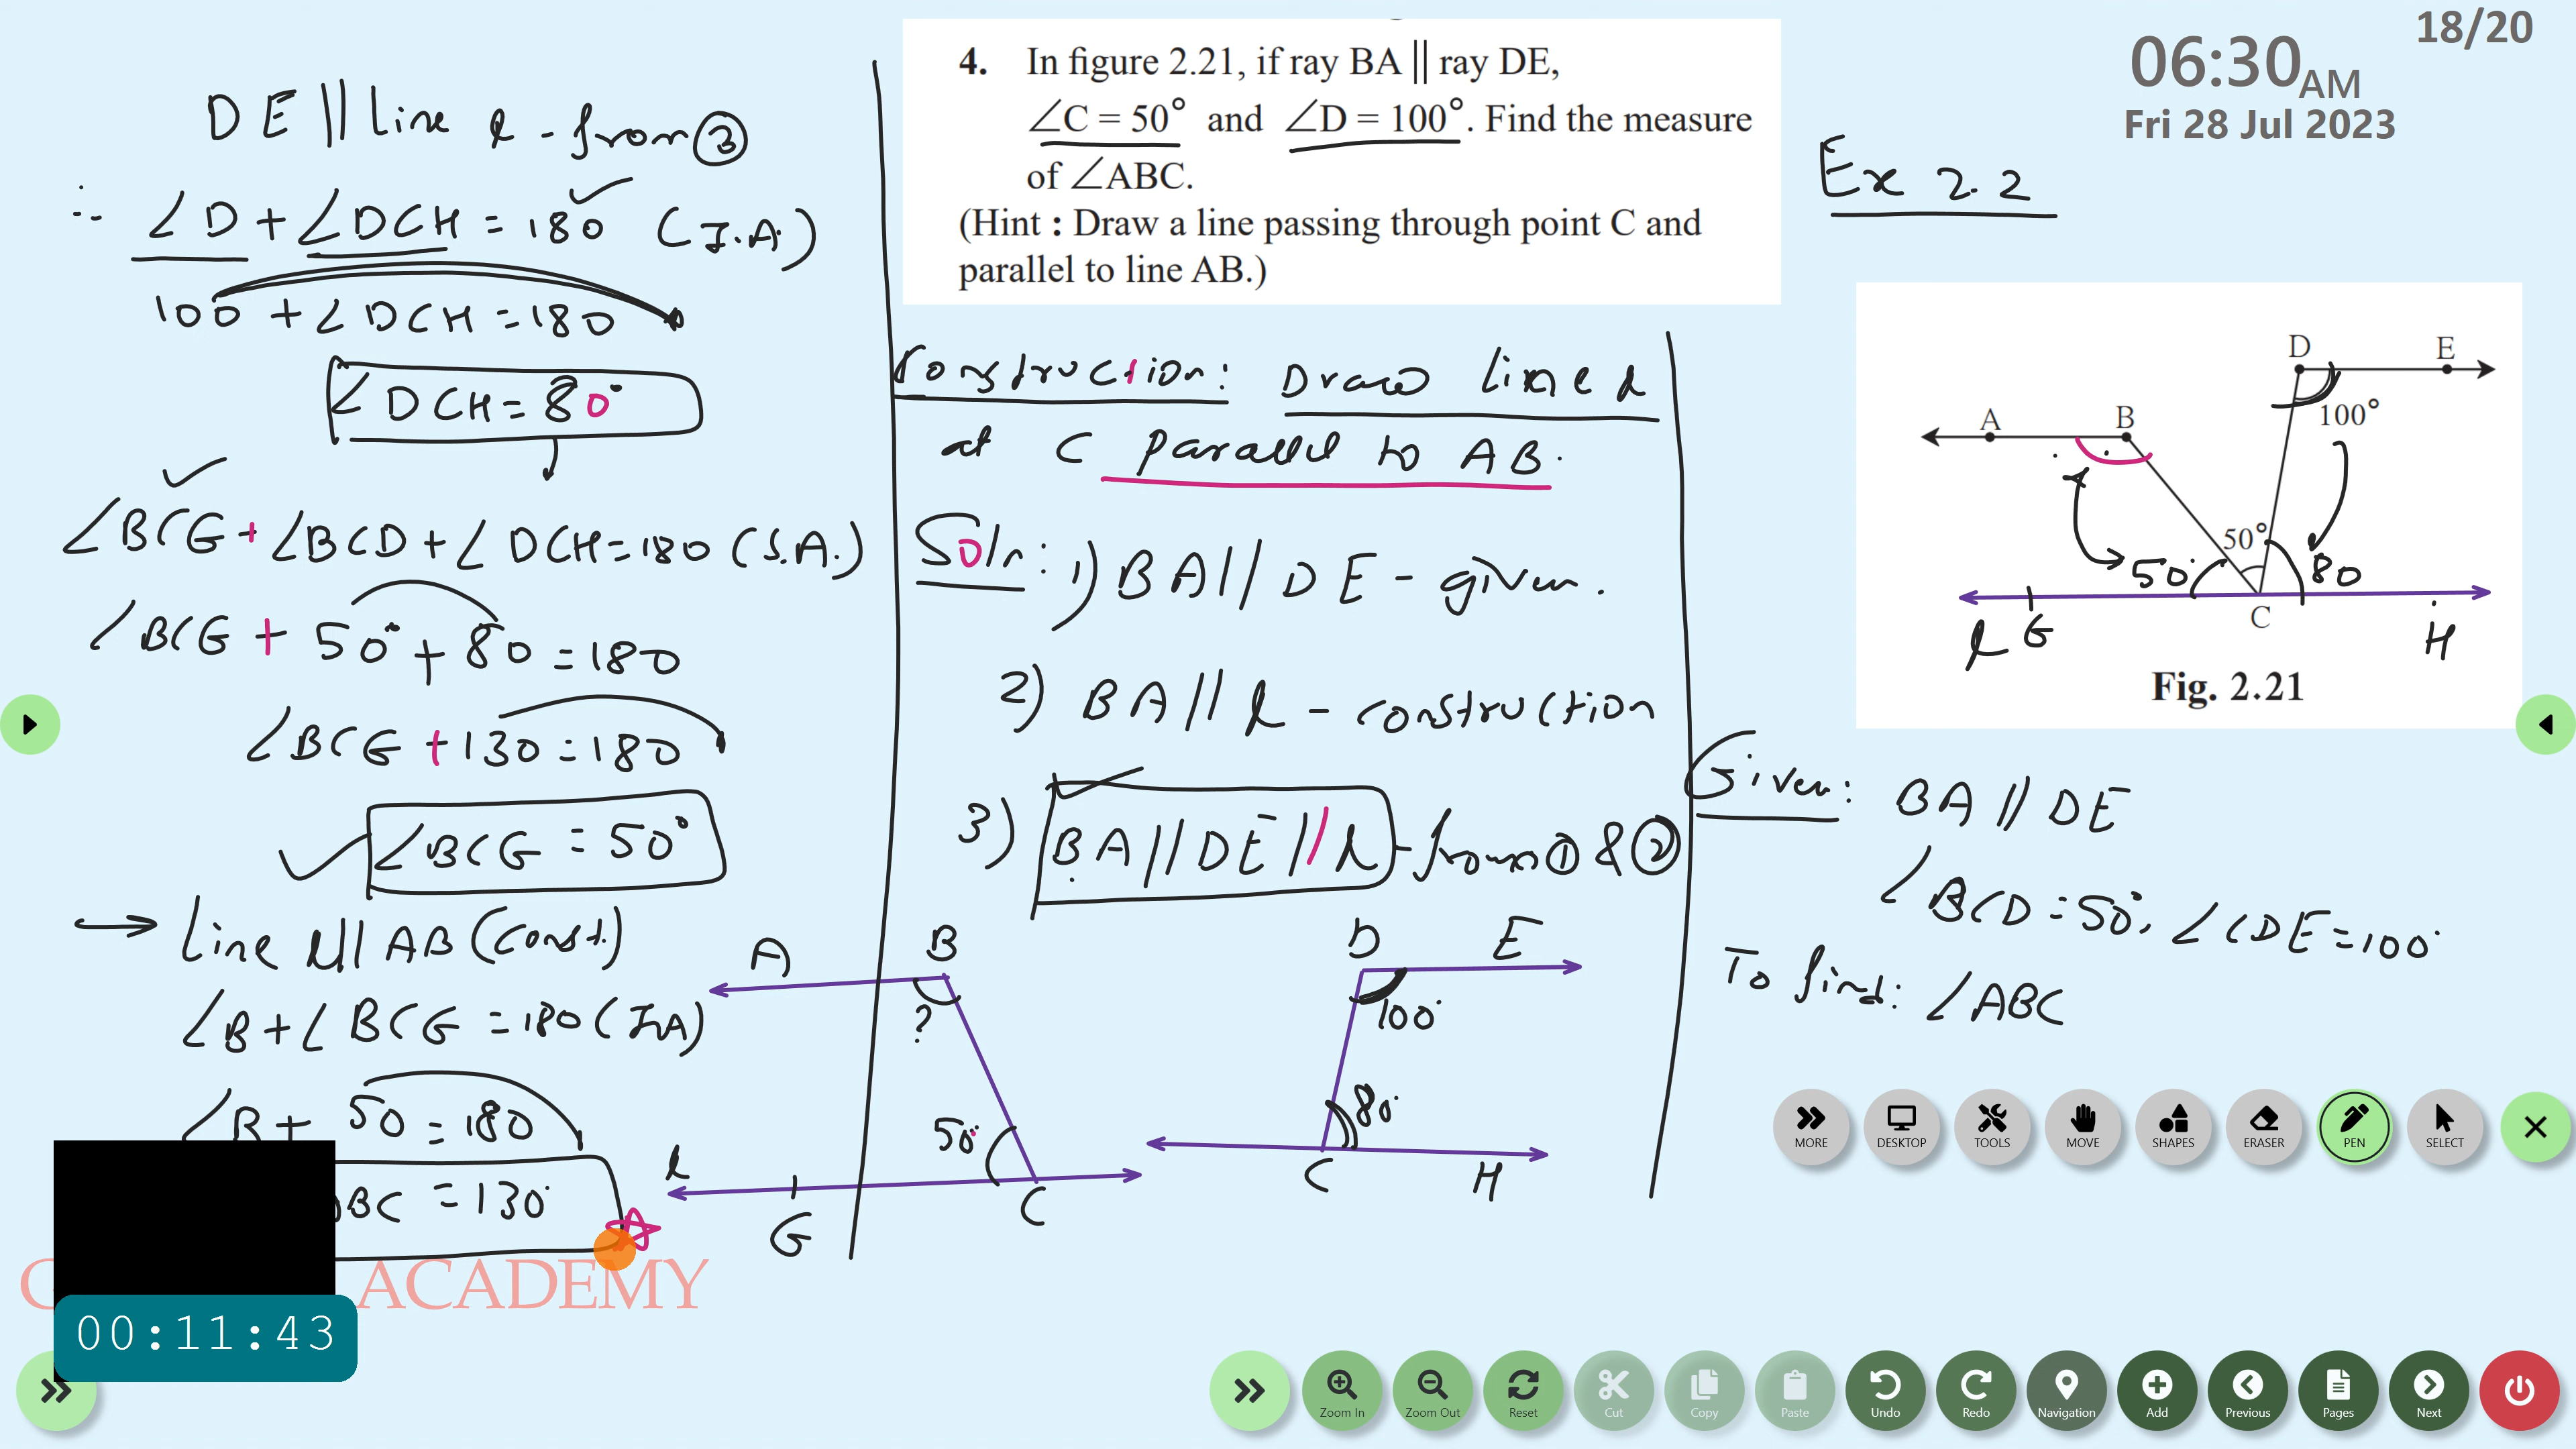 18/20
06:30 AM
Fri 28 Jul 2023
4. In figure 2.21, if ray BA || ray DE,
∠C = 50° and ∠D = 100°. Find the measure
of ∠ABC.
(Hint : Draw a line passing through point C and
parallel to line AB.)
Ex 2.2
DE || line l - from ③
∴ ∠D + ∠DCH = 180 (I.A)
100 + ∠DCH = 180
∠DCH = 80°
∠BCG + ∠BCD + ∠DCH = 180 (S.A.)
∠BCG + 50° + 80 = 180
∠BCG + 130 = 180
∠BCG = 50°
→ line l || AB (Const.)
∠B + ∠BCG = 180 (I.A)
∠B + 50 = 180
BC = 130°
Construction: Draw line l
at C parallel to AB.
Soln: 1) BA || DE - given.
2) BA || l - construction
3) BA || DE || l - from ① & ②
A B
?
50°
l G C
D E
100°
80°
C H
D E
100°
A B
50°
50° 80
C
l G H
Fig. 2.21
Given: BA || DE
∠BCD = 50°, ∠CDE = 100°
To find: ∠ABC
MORE DESKTOP TOOLS MOVE SHAPES ERASER PEN SELECT
ACADEMY
00:11:43
Zoom In Zoom Out Reset Cut Copy Paste Undo Redo Navigation Add Previous Pages Next